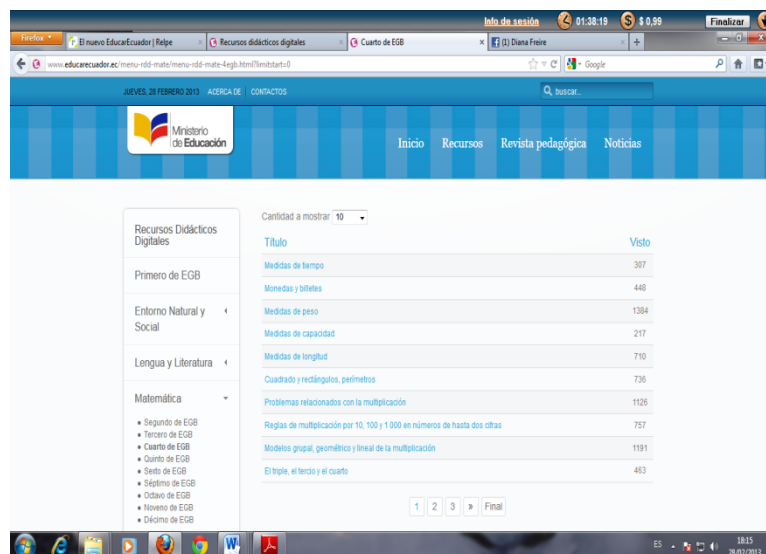 Info de sesión 01:38:19 $ 0,99 Finalizar
Firefox El nuevo EducarEcuador | Relpe Recursos didácticos digitales Cuarto de EGB (1) Diana Freire
www.educarecuador.ec/menu-rdd-mate/menu-rdd-mate-4egb.html?limitstart=0 Google
JUEVES, 28 FEBRERO 2013 ACERCA DE CONTACTOS buscar...
Ministerio
de Educación
Inicio Recursos Revista pedagógica Noticias
Recursos Didácticos
Digitales
Primero de EGB
Entorno Natural y
Social
Lengua y Literatura
Matemática
Segundo de EGB
Tercero de EGB
Cuarto de EGB
Quinto de EGB
Sexto de EGB
Séptimo de EGB
Octavo de EGB
Noveno de EGB
Décimo de EGB
Cantidad a mostrar 10
Título Visto
Medidas de tiempo 307
Monedas y billetes 448
Medidas de peso 1384
Medidas de capacidad 217
Medidas de longitud 710
Cuadrado y rectángulos, perímetros 736
Problemas relacionados con la multiplicación 1126
Reglas de multiplicación por 10, 100 y 1 000 en números de hasta dos cifras 757
Modelos grupal, geométrico y lineal de la multiplicación 1191
El triple, el tercio y el cuarto 463
1 2 3 » Final
ES 18:15
28/02/2013